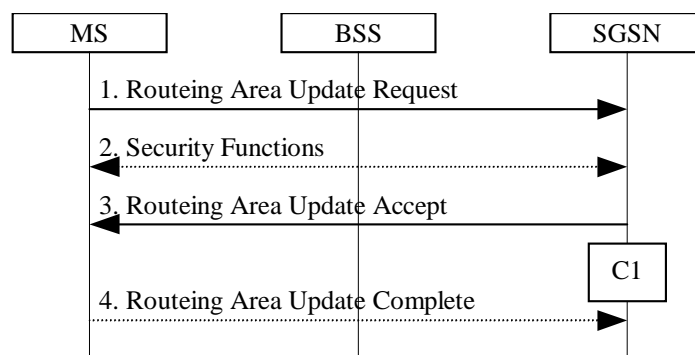 MS
BSS
SGSN
1. Routeing Area Update Request
2. Security Functions
3. Routeing Area Update Accept
C1
4. Routeing Area Update Complete